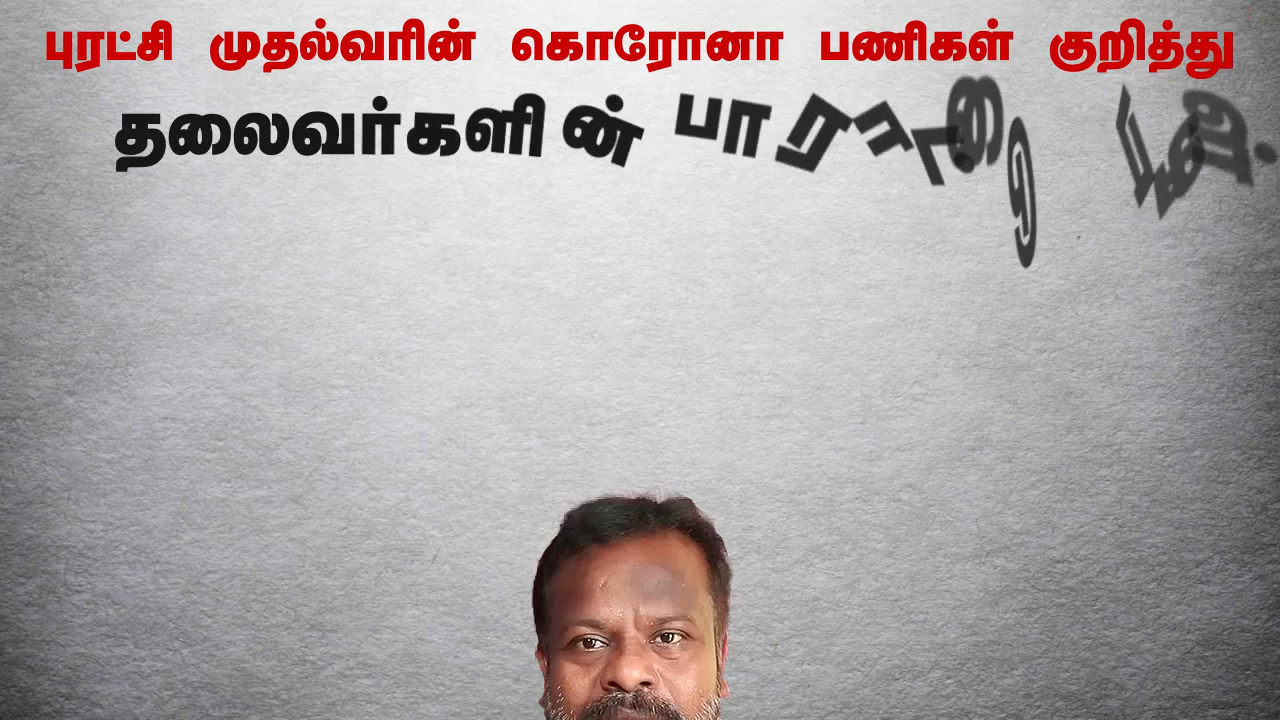 புரட்சி முதல்வரின் கொரோனா பணிகள் குறித்து
தலைவர்களின்